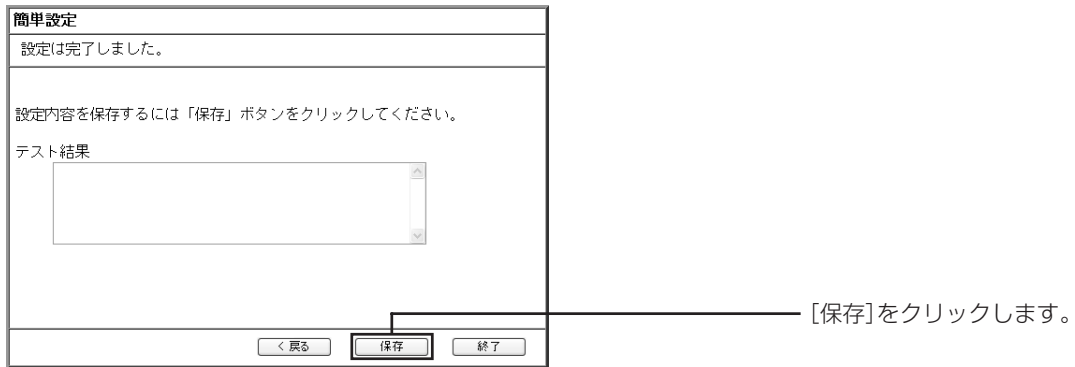 簡単設定
設定は完了しました。
設定内容を保存するには「保存」ボタンをクリックしてください。
テスト結果
[保存]をクリックします。
< 戻る 保存 終了